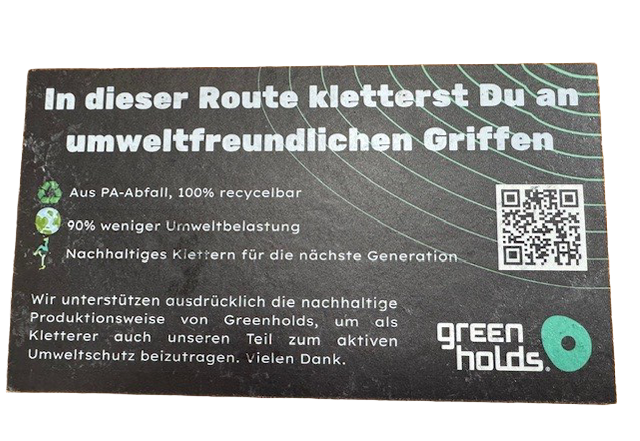 In dieser Route kletterst Du an
umweltfreundlichen Griffen
Aus PA-Abfall, 100% recycelbar
90% weniger Umweltbelastung
Nachhaltiges Klettern für die nächste Generation
Wir unterstützen ausdrücklich die nachhaltige
Produktionsweise von Greenholds, um als
Kletterer auch unseren Teil zum aktiven
Umweltschutz beizutragen. Vielen Dank.
green
holds.